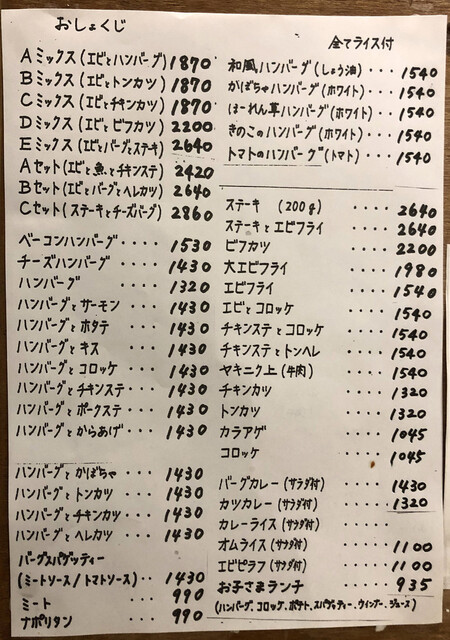 おしょくじ
全てライス付
Aミックス(エビとハンバーグ) 1870
Bミックス(エビとトンカツ) 1870
Cミックス(エビとチキンカツ) 1870
Dミックス(エビとビフカツ) 2200
Eミックス(エビとバーグとステーキ) 2640
Aセット(エビと魚とチキンステ) 2420
Bセット(エビとバーグとヘレカツ) 2640
Cセット(ステーキとチーズバーグ) 2860
ベーコンハンバーグ ···· 1530
チーズハンバーグ ···· 1430
ハンバーグ ···· 1320
ハンバーグとサーモン ··· 1430
ハンバーグとホタテ ··· 1430
ハンバーグとキス ··· 1430
ハンバーグとコロッケ ··· 1430
ハンバーグとチキンステ ··· 1430
ハンバーグとポークステ ··· 1430
ハンバーグとからあげ ··· 1430
ハンバーグとかぼちゃ ··· 1430
ハンバーグとトンカツ ··· 1430
ハンバーグとチキンカツ ··· 1430
ハンバーグとヘレカツ ··· 1430
バーグスパゲッティー
(ミートソース/トマトソース) ·· 1430
ミート ···· 990
ナポリタン ···· 990
和風ハンバーグ(しょう油) ··· 1540
かぼちゃハンバーグ(ホワイト) ··· 1540
ほーれん草ハンバーグ(ホワイト) ·· 1540
きのこのハンバーグ(ホワイト) ··· 1540
トマトのハンバーグ(トマト) ··· 1540
ステーキ (200g) ···· 2640
ステーキとエビフライ ···· 2640
ビフカツ ···· 2200
大エビフライ ···· 1980
エビフライ ···· 1540
エビとコロッケ ···· 1540
チキンステとコロッケ ···· 1540
チキンステとトンヘレ ···· 1540
ヤキニク上(牛肉) ···· 1540
チキンカツ ···· 1320
トンカツ ···· 1320
カラアゲ ···· 1045
コロッケ ···· 1045
バーグカレー(サラダ付) ···· 1430
カツカレー(サラダ付) ···· 1320
カレーライス(サラダ付) ····
オムライス(サラダ付) ···· 1100
エビピラフ(サラダ付) ···· 1100
お子さまランチ ···· 935
(ハンバーグ、コロッケ、ポテト、スパゲッティー、ウインナー、ジュース)